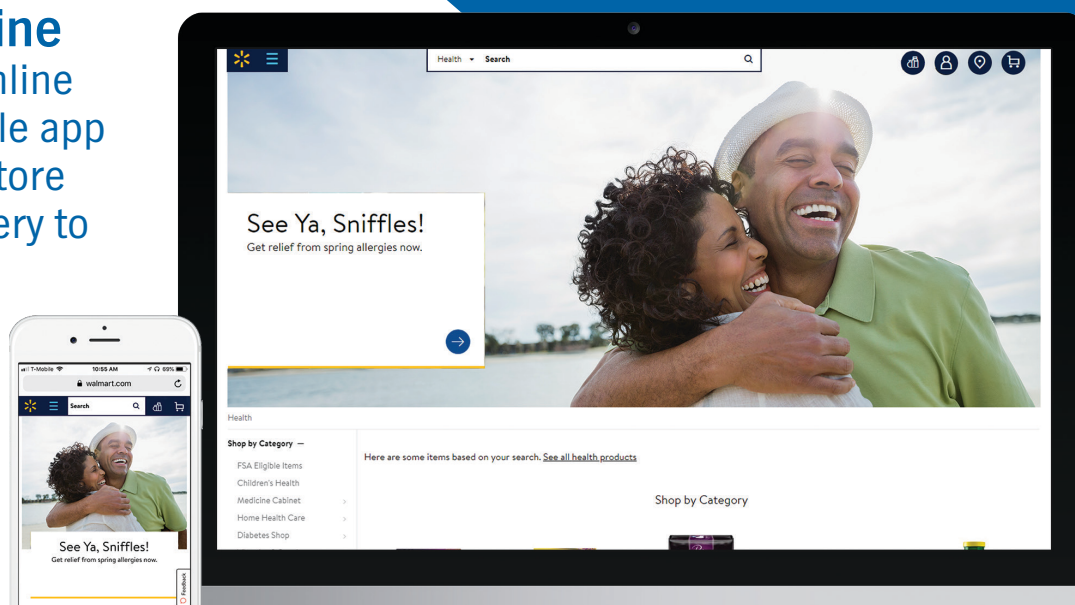 ine
nline
le app
tore
ery to
Health Search
See Ya, Sniffles!
Get relief from spring allergies now.
Health
Shop by Category
FSA Eligible Items
Children's Health
Medicine Cabinet
Home Health Care
Diabetes Shop
Here are some items based on your search. See all health products
Shop by Category
T-Mobile 10:55 AM 69%
walmart.com
Search
See Ya, Sniffles!
Get relief from spring allergies now.
Feedback